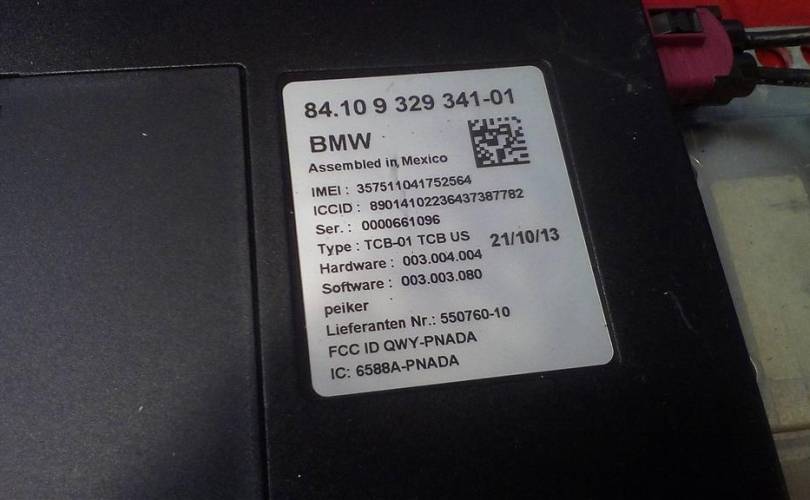 84.10 9 329 341-01
BMW
Assembled in Mexico
IMEI : 357511041752564
ICCID : 89014102236437387782
Ser. : 0000661096
Type : TCB-01 TCB US 21/10/13
Hardware : 003.004.004
Software : 003.003.080
peiker
Lieferanten Nr.: 550760-10
FCC ID QWY-PNADA
IC: 6588A-PNADA